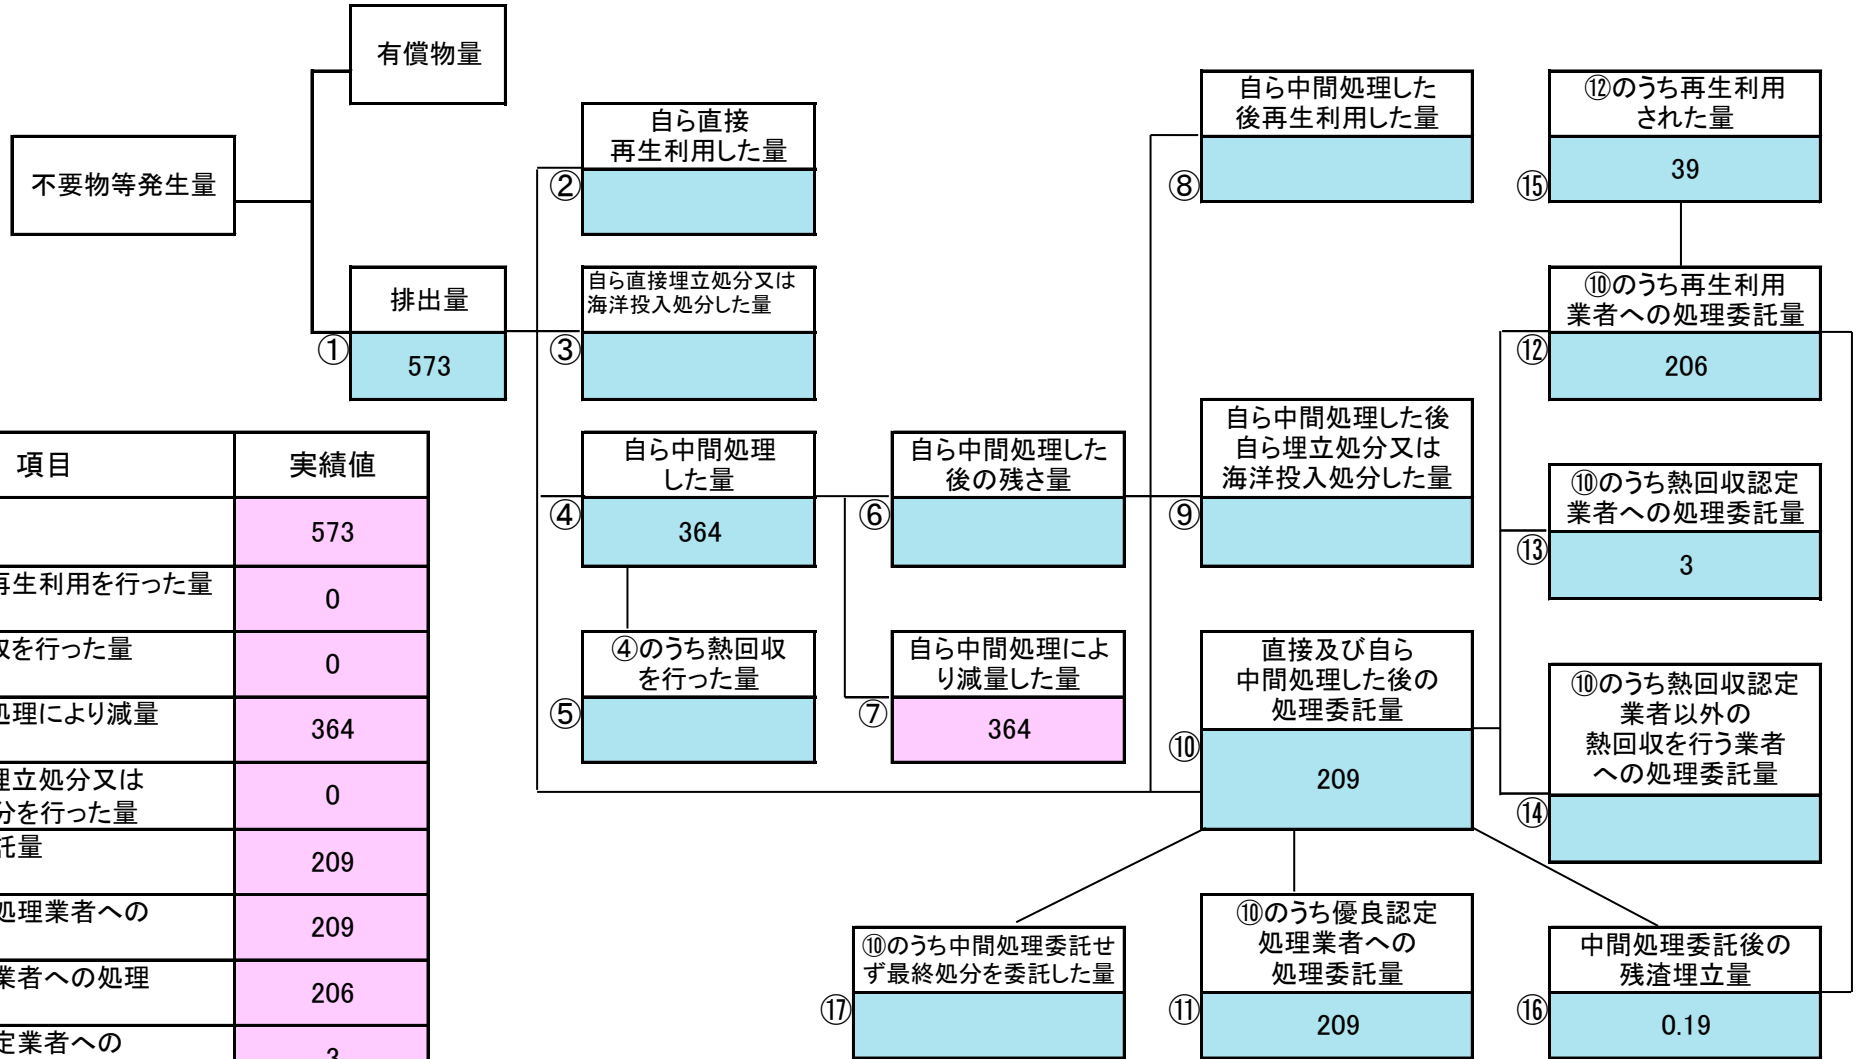 有償物量
不要物等発生量
排出量
①
573
自ら直接
再生利用した量
②
自ら直接埋立処分又は
海洋投入処分した量
③
自ら中間処理
した量
④
364
④のうち熱回収
を行った量
⑤
自ら中間処理した
後の残さ量
⑥
自ら中間処理によ
り減量した量
⑦
364
自ら中間処理した
後再生利用した量
⑧
自ら中間処理した後
自ら埋立処分又は
海洋投入処分した量
⑨
直接及び自ら
中間処理した後の
処理委託量
⑩
209
⑫のうち再生利用
された量
⑮
39
⑩のうち再生利用
業者への処理委託量
⑫
206
⑩のうち熱回収認定
業者への処理委託量
⑬
3
⑩のうち熱回収認定
業者以外の
熱回収を行う業者
への処理委託量
⑭
⑩のうち中間処理委託せ
ず最終処分を委託した量
⑰
⑩のうち優良認定
処理業者への
処理委託量
⑪
209
中間処理委託後の
残渣埋立量
⑯
0.19
項目
実績値
573
再生利用を行った量
0
を行った量
0
処理により減量
364
埋立処分又は
分を行った量
0
託量
209
処理業者への
209
業者への処理
206
定業者への
3